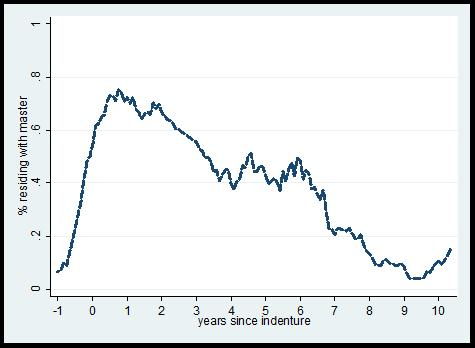 % residing with master
1
.8
.6
.4
.2
0
-1 0 1 2 3 4 5 6 7 8 9 10
years since indenture